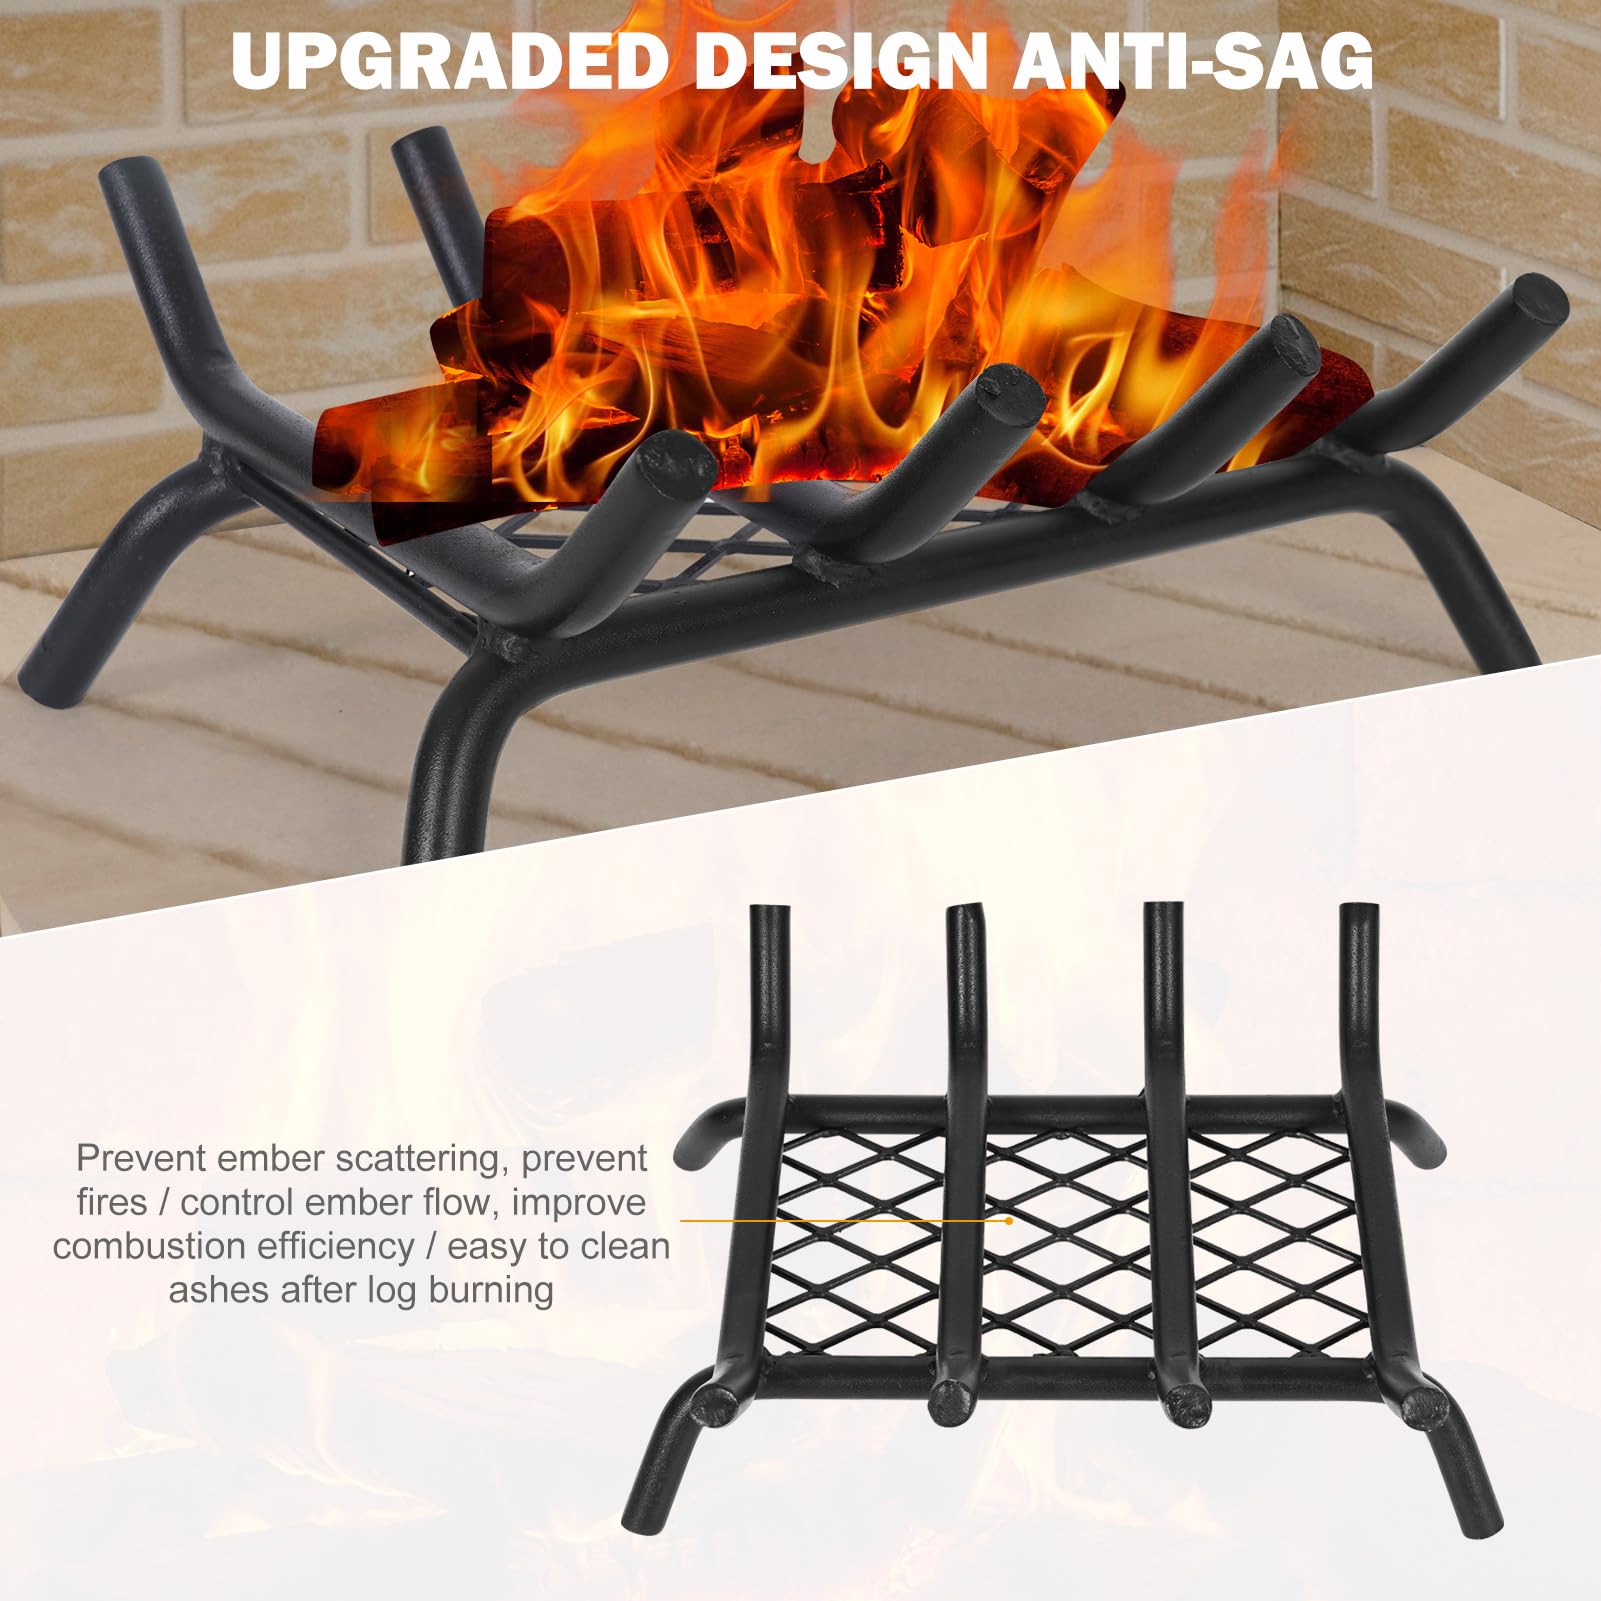 UPGRADED DESIGN ANTI-SAG
Prevent ember scattering, prevent
fires / control ember flow, improve
combustion efficiency / easy to clean
ashes after log burning